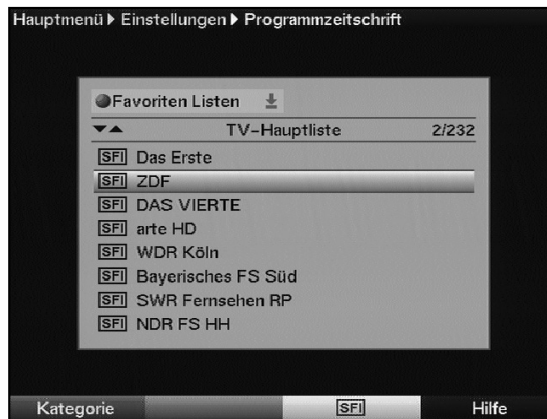 Hauptmenü Einstellungen Programmzeitschrift
Favoriten Listen
TV-Hauptliste 2/232
SFI Das Erste
SFI ZDF
SFI DAS VIERTE
SFI arte HD
SFI WDR Köln
SFI Bayerisches FS Süd
SFI SWR Fernsehen RP
SFI NDR FS HH
Kategorie SFI Hilfe